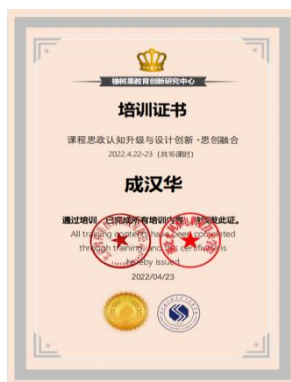 橡树果教育创新研究中心
培训证书
课程思政认知升级与设计创新·思创融合
2022.4.22-23 (共16课时)
成汉华
通过培训，已完成所有培训内容，特颁发此证。
All training contents have been completed
through training, and this certificate is
hereby issued.
2022/04/23